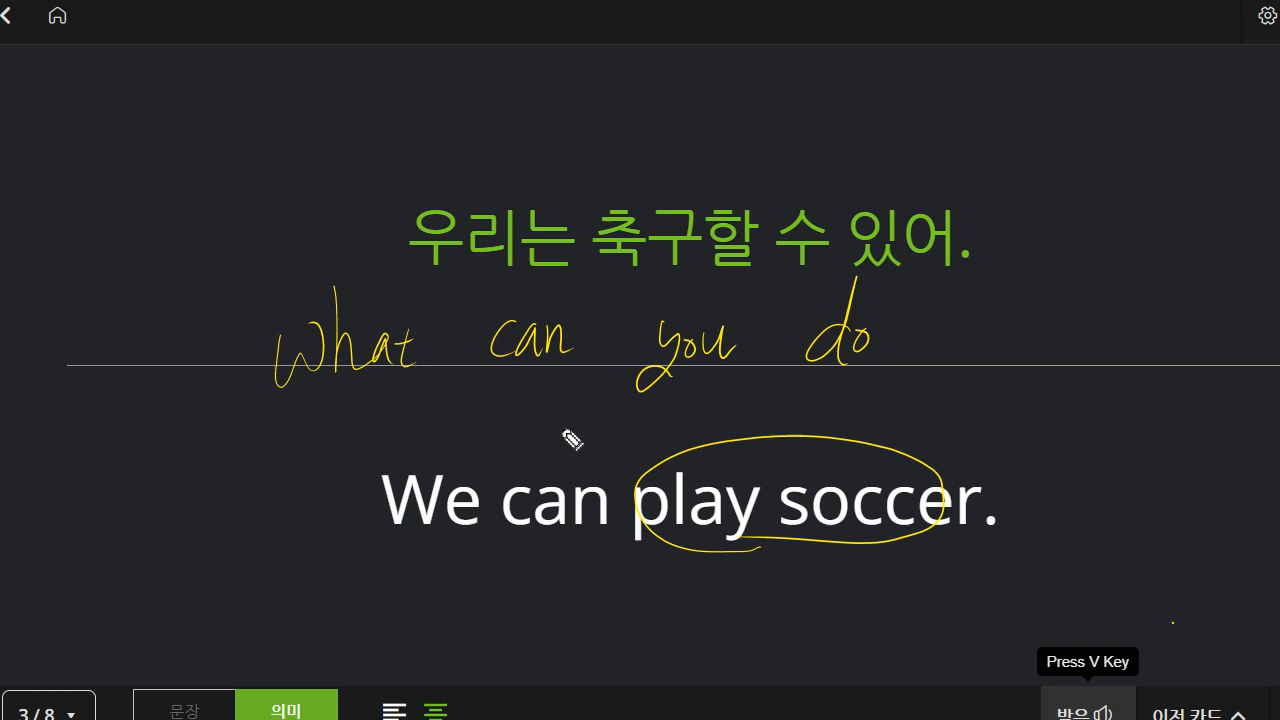 우리는 축구할 수 있어.
What can you do
We can play soccer.
Press V Key
3 / 8
문장
의미
발음
이전 카드